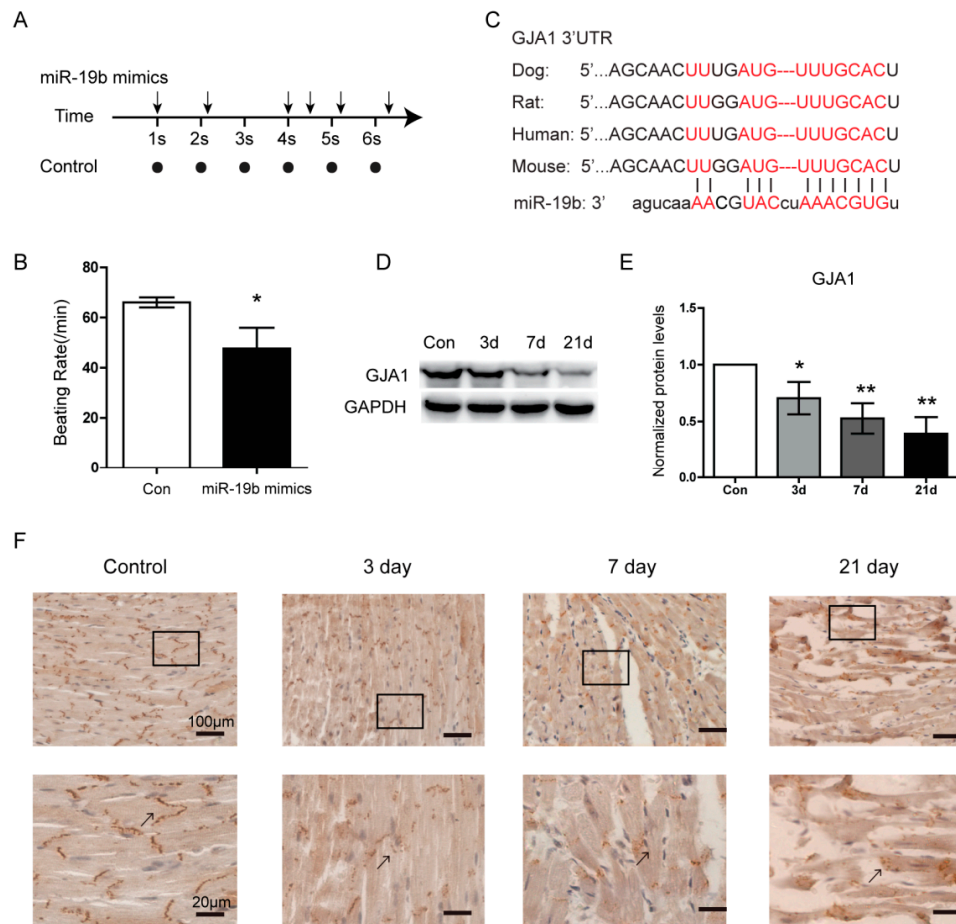 A
miR-19b mimics
Time
1s 2s 3s 4s 5s 6s
Control
B
Beating Rate(/min)
80
60
40
20
0
*
Con miR-19b mimics
C
GJA1 3'UTR
Dog: 5'...AGCAACUUUGAUG---UUUGCACU
Rat: 5'...AGCAACUUGGAUG---UUUGCACU
Human: 5'...AGCAACUUUGAUG---UUUGCACU
Mouse: 5'...AGCAACUUGGAUG---UUUGCACU
miR-19b: 3' agucaaAACGUACcuAAACGUGu
D
Con 3d 7d 21d
GJA1
GAPDH
E
GJA1
Normalized protein levels
1.5
1.0
0.5
0.0
* ** **
Con 3d 7d 21d
F
Control 3 day 7 day 21 day
100μm
20μm